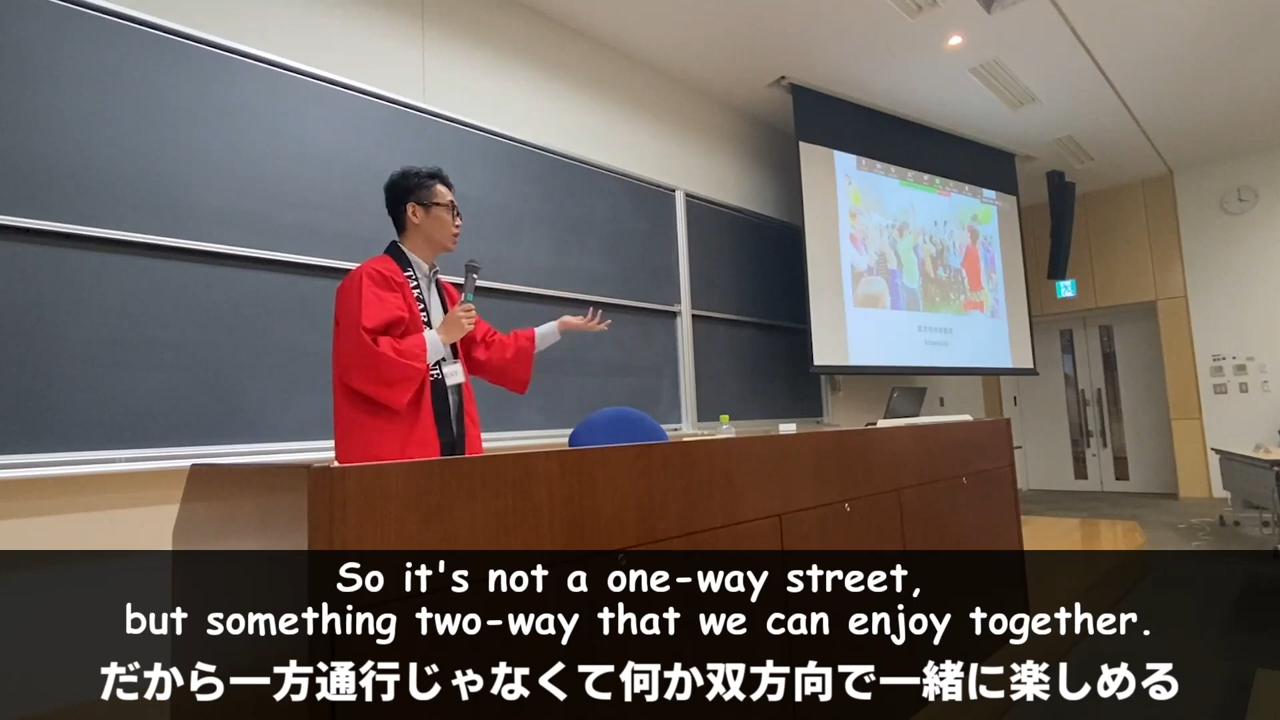 So it's not a one-way street,
but something two-way that we can enjoy together.
だから一方通行じゃなくて何か双方向で一緒に楽しめる